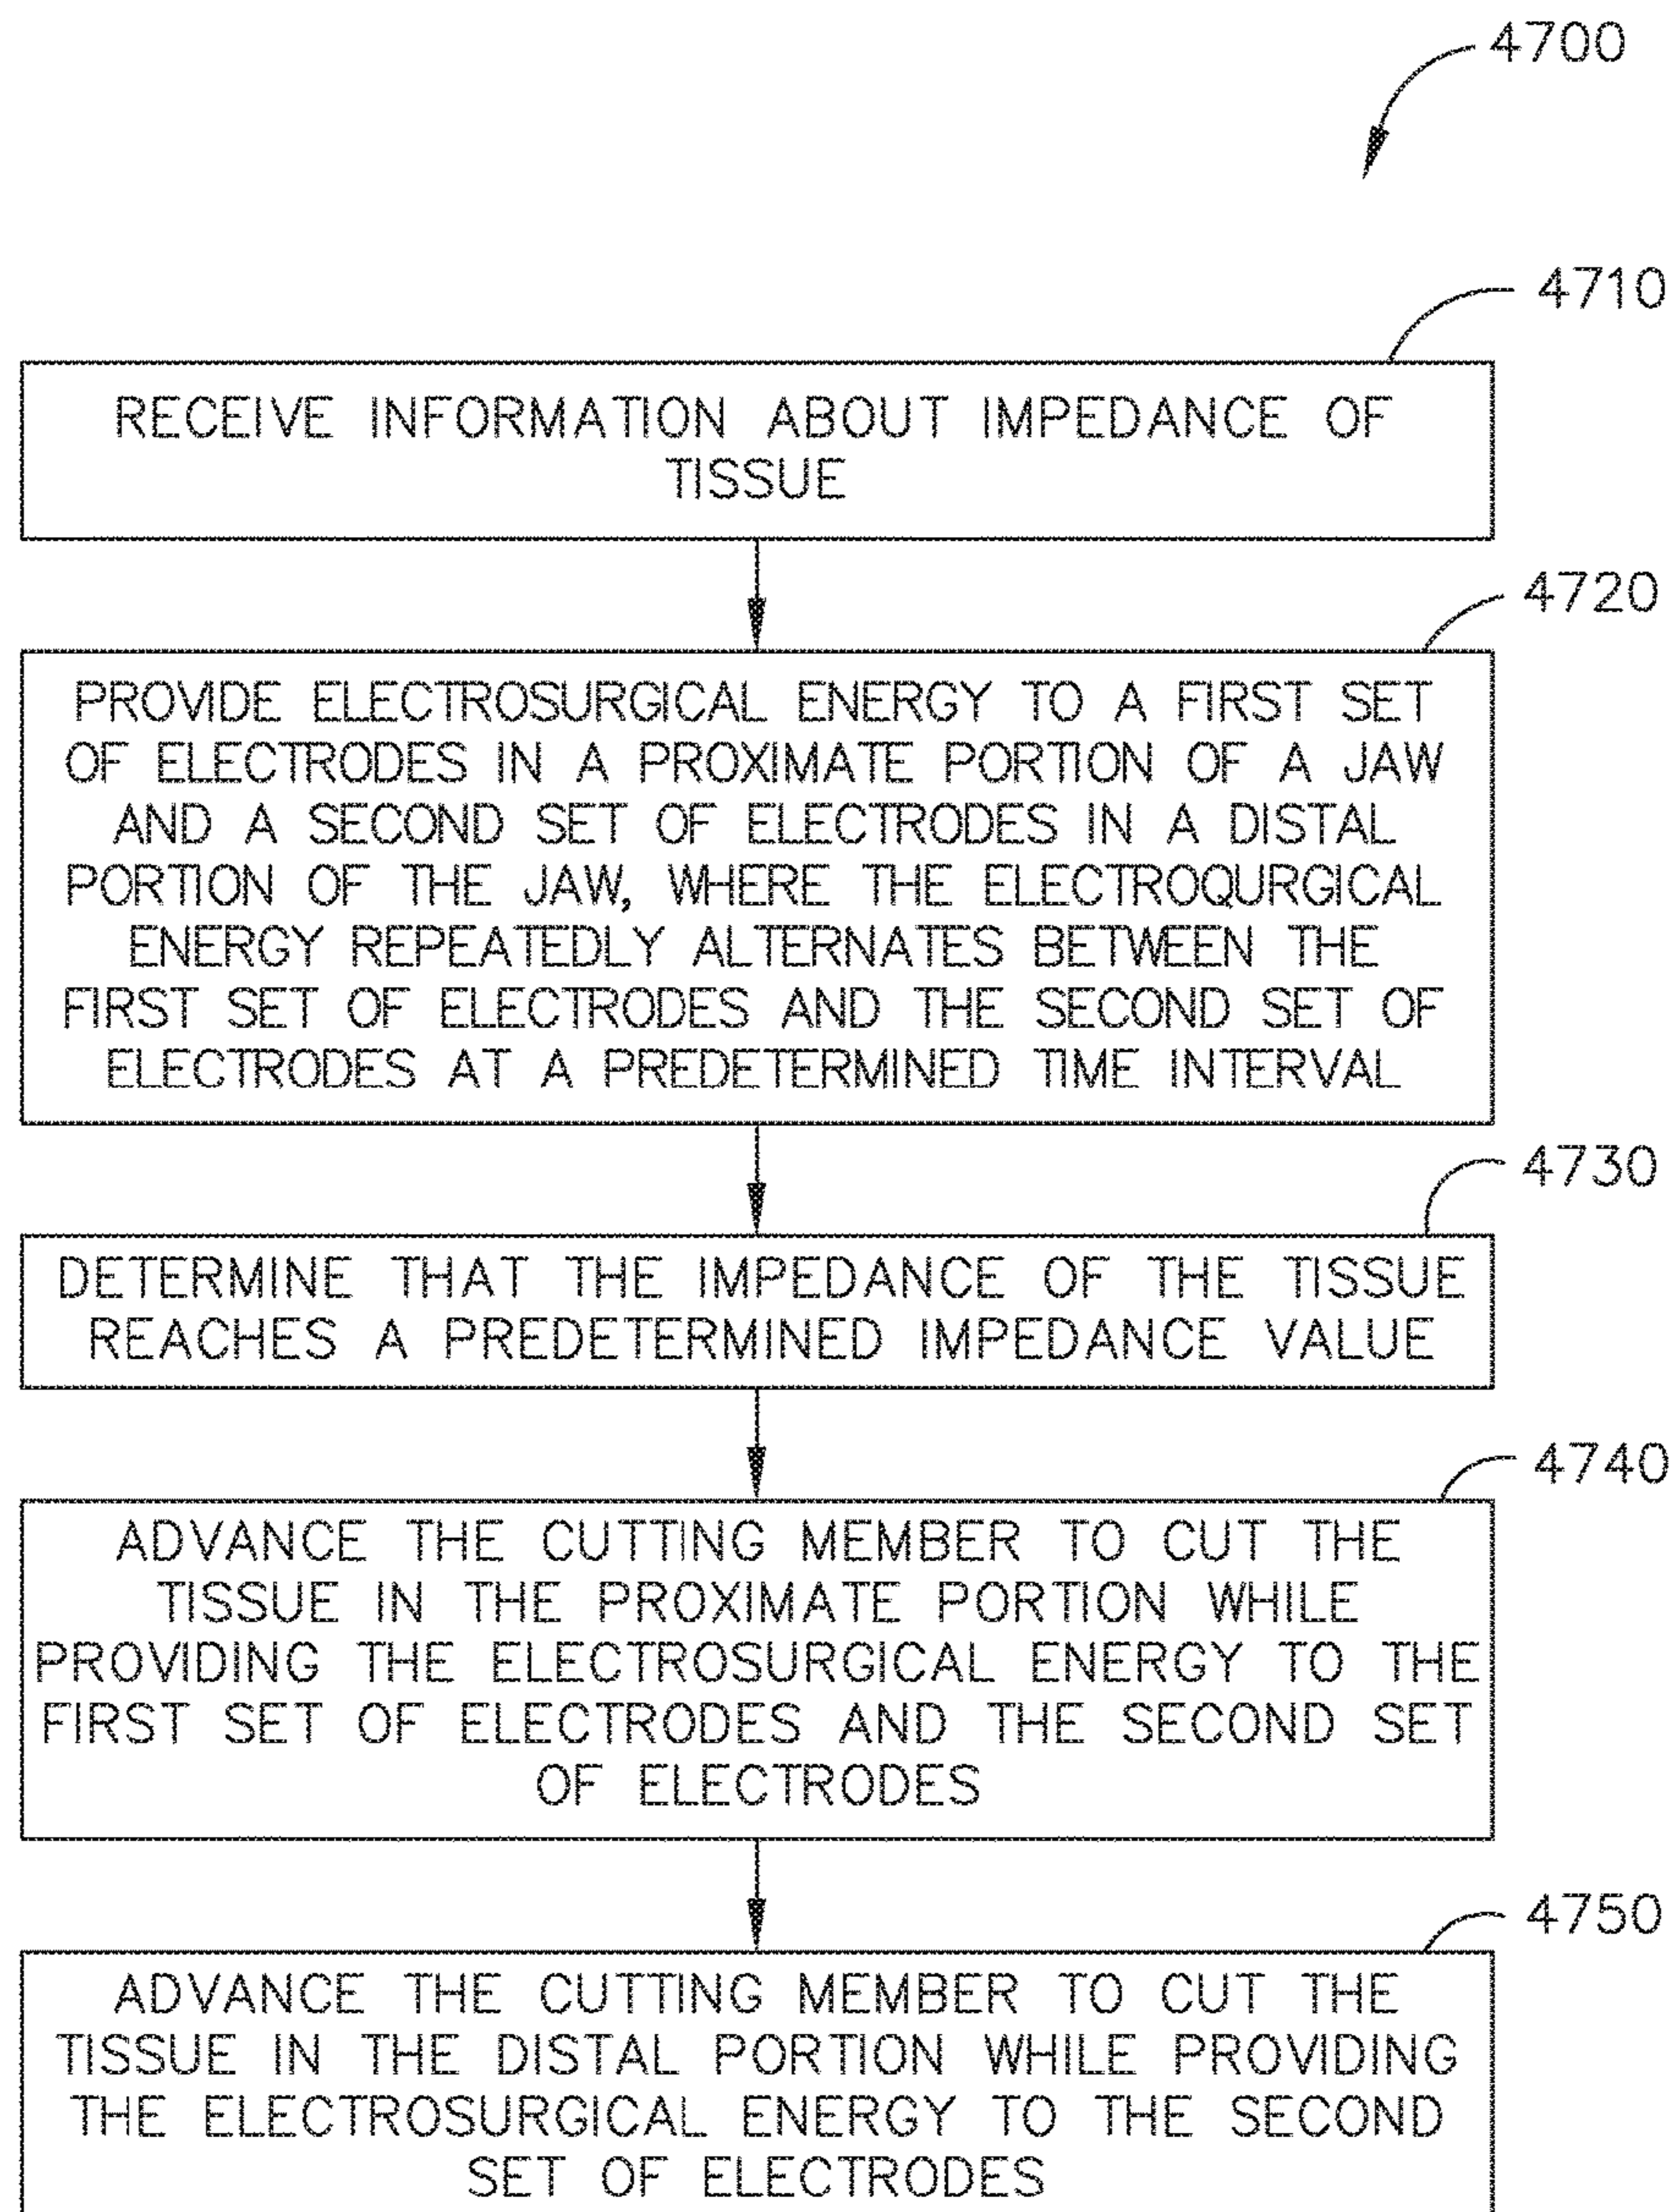 4700
4710
RECEIVE INFORMATION ABOUT IMPEDANCE OF
TISSUE
4720
PROVIDE ELECTROSURGICAL ENERGY TO A FIRST SET
OF ELECTRODES IN A PROXIMATE PORTION OF A JAW
AND A SECOND SET OF ELECTRODES IN A DISTAL
PORTION OF THE JAW, WHERE THE ELECTROQURGICAL
ENERGY REPEATEDLY ALTERNATES BETWEEN THE
FIRST SET OF ELECTRODES AND THE SECOND SET OF
ELECTRODES AT A PREDETERMINED TIME INTERVAL
4730
DETERMINE THAT THE IMPEDANCE OF THE TISSUE
REACHES A PREDETERMINED IMPEDANCE VALUE
4740
ADVANCE THE CUTTING MEMBER TO CUT THE
TISSUE IN THE PROXIMATE PORTION WHILE
PROVIDING THE ELECTROSURGICAL ENERGY TO THE
FIRST SET OF ELECTRODES AND THE SECOND SET
OF ELECTRODES
4750
ADVANCE THE CUTTING MEMBER TO CUT THE
TISSUE IN THE DISTAL PORTION WHILE PROVIDING
THE ELECTROSURGICAL ENERGY TO THE SECOND
SET OF ELECTRODES